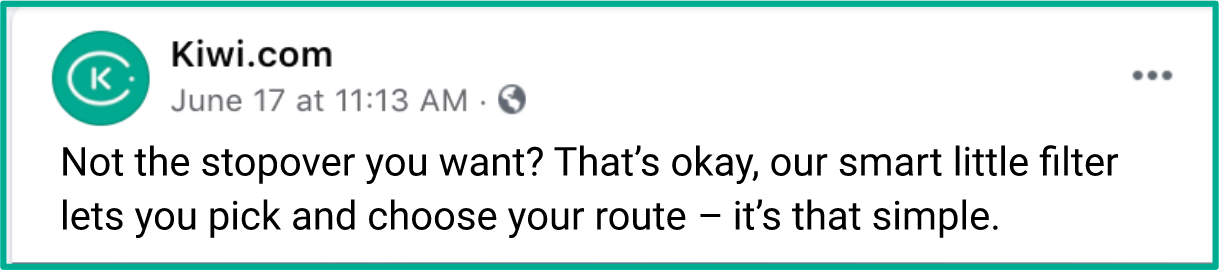 K
Kiwi.com
June 17 at 11:13 AM ·
Not the stopover you want? That’s okay, our smart little filter
lets you pick and choose your route – it’s that simple.